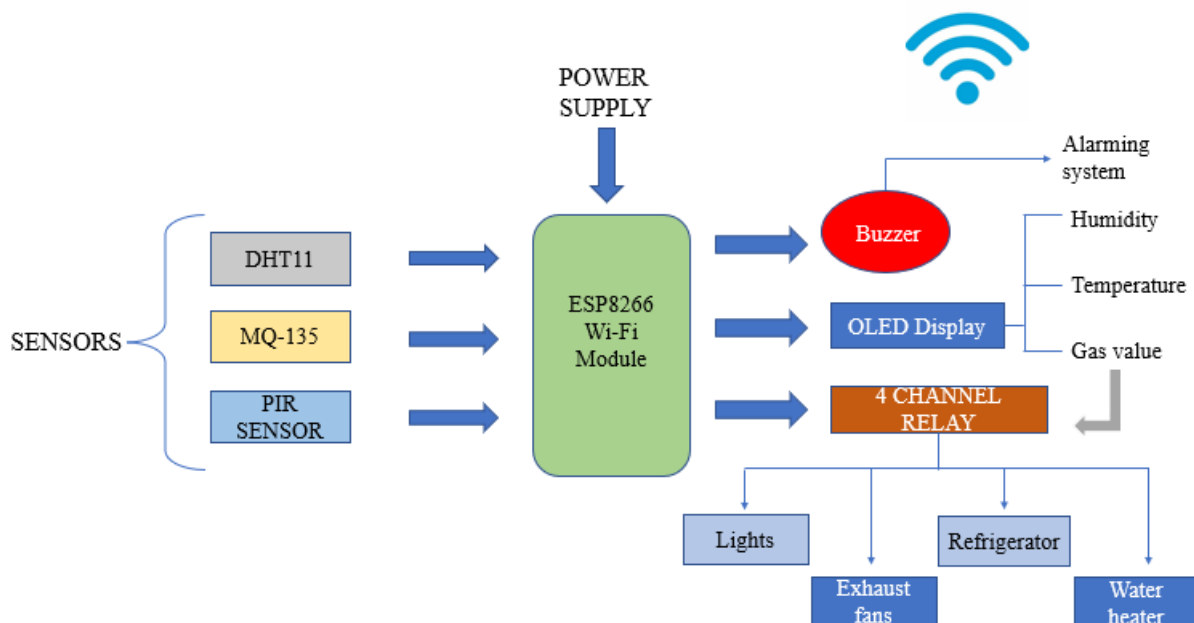 POWER
SUPPLY
Alarming
system
SENSORS
DHT11
MQ-135
PIR
SENSOR
ESP8266
Wi-Fi
Module
Buzzer
OLED Display
Humidity
Temperature
Gas value
4 CHANNEL
RELAY
Lights
Exhaust
fans
Refrigerator
Water
heater